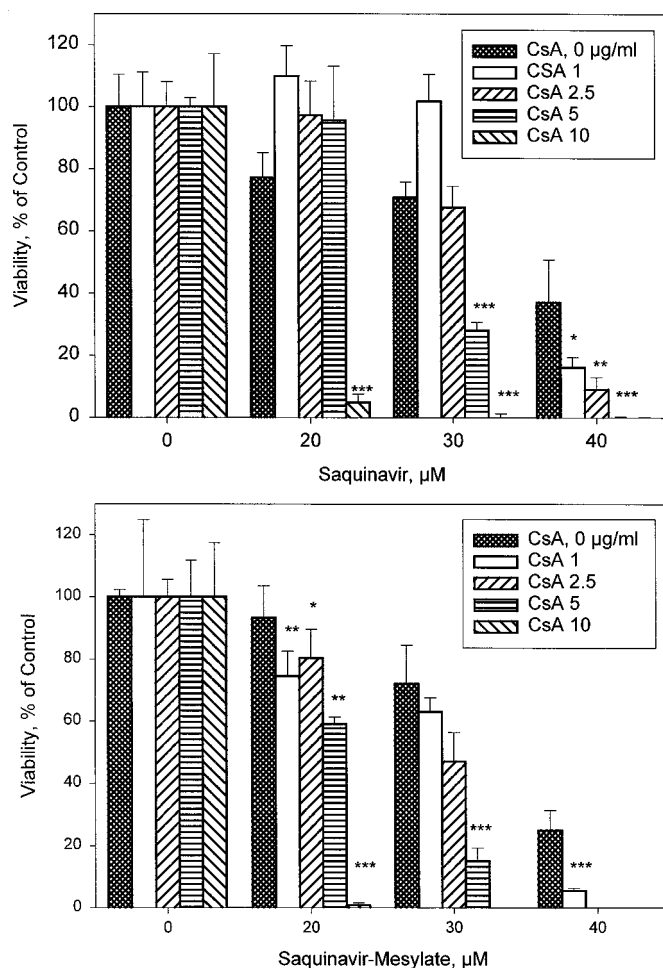 120
100
80
60
40
20
0
Viability, % of Control
CsA, 0 µg/ml
CSA 1
CsA 2.5
CsA 5
CsA 10
***
***
***
*
**
***
0 20 30 40
Saquinavir, µM
120
100
80
60
40
20
0
Viability, % of Control
CsA, 0 µg/ml
CsA 1
CsA 2.5
CsA 5
CsA 10
**
*
**
***
***
***
0 20 30 40
Saquinavir-Mesylate, µM